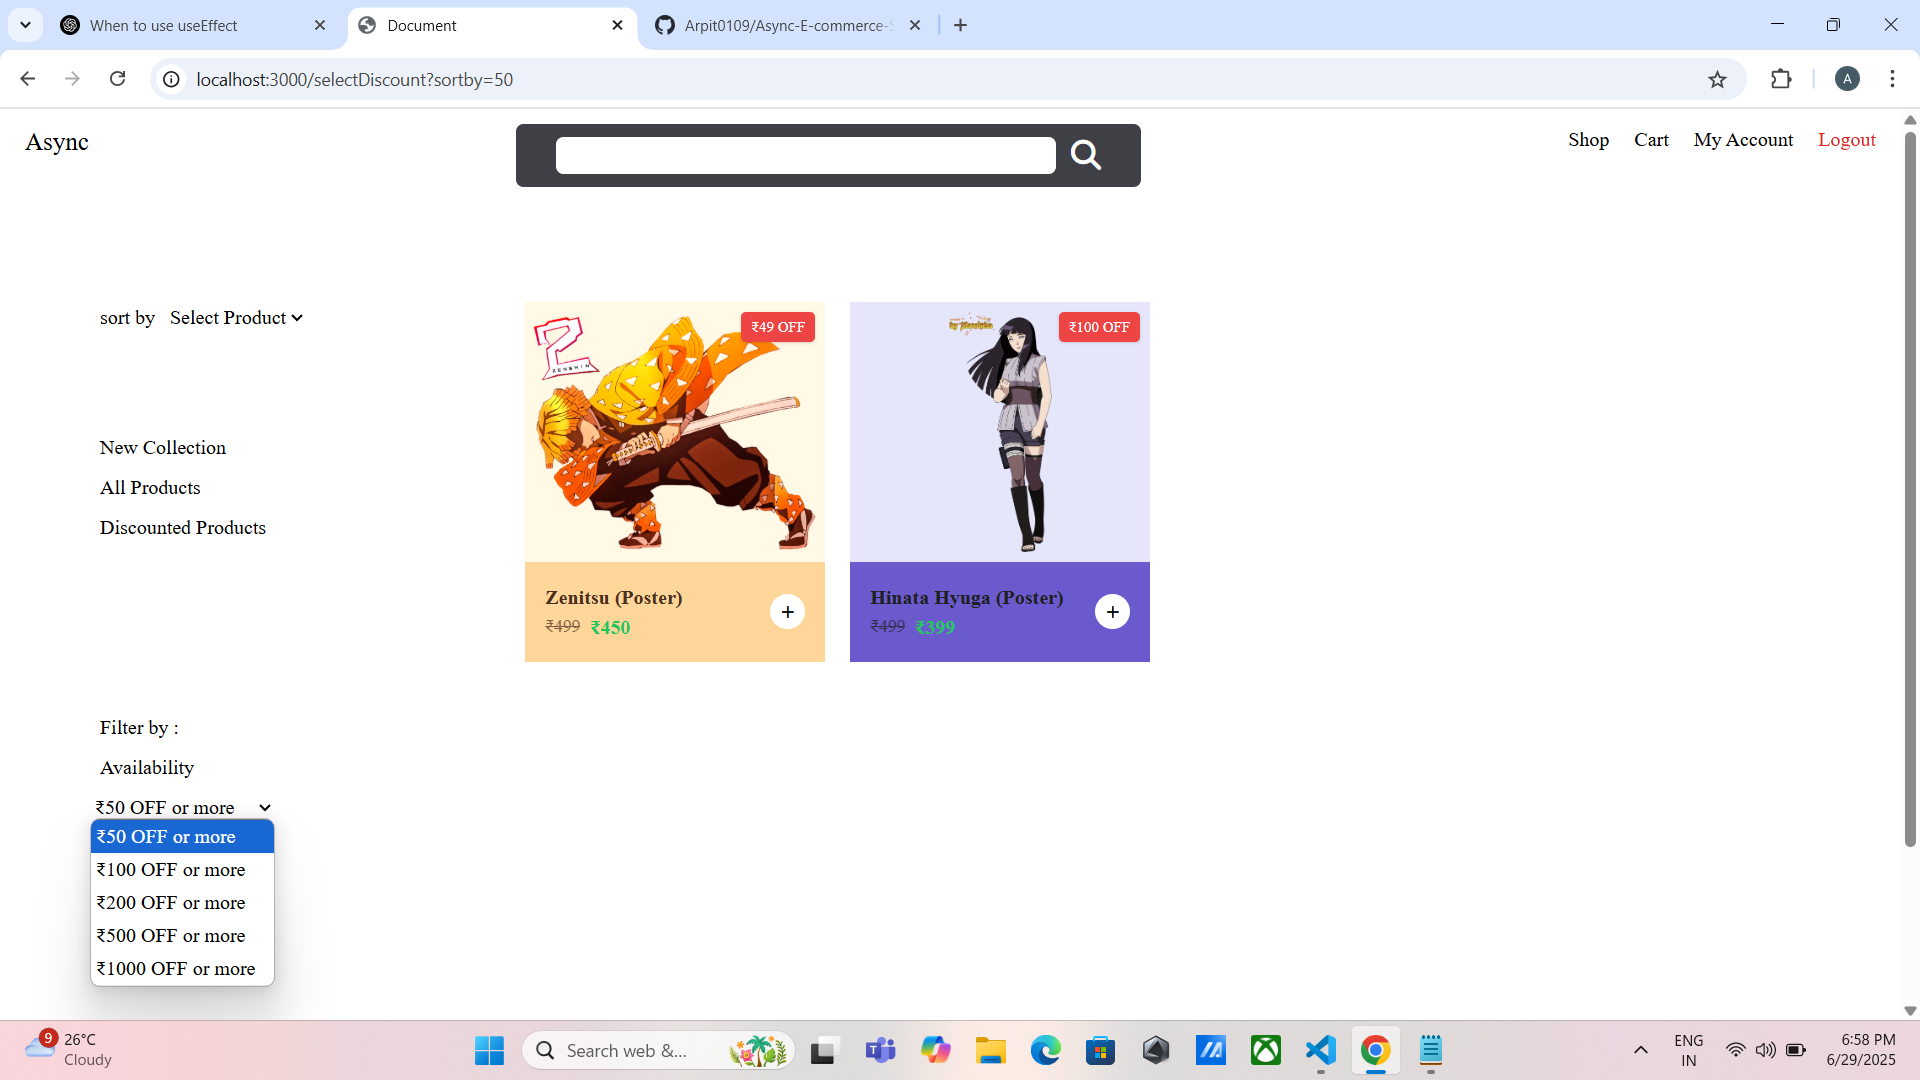 When to use useEffect
Document
Arpit0109/Async-E-commerce-
localhost:3000/selectDiscount?sortby=50
A
Async
Shop Cart My Account Logout
sort by Select Product
New Collection
All Products
Discounted Products
Z
ZENSHIN
₹49 OFF
Zenitsu (Poster)
₹499 ₹450
+
₹100 OFF
Hinata Hyuga (Poster)
₹499 ₹399
+
Filter by :
Availability
₹50 OFF or more
₹50 OFF or more
₹100 OFF or more
₹200 OFF or more
₹500 OFF or more
₹1000 OFF or more
9
26°C
Cloudy
Search web &...
ENG
IN
6:58 PM
6/29/2025